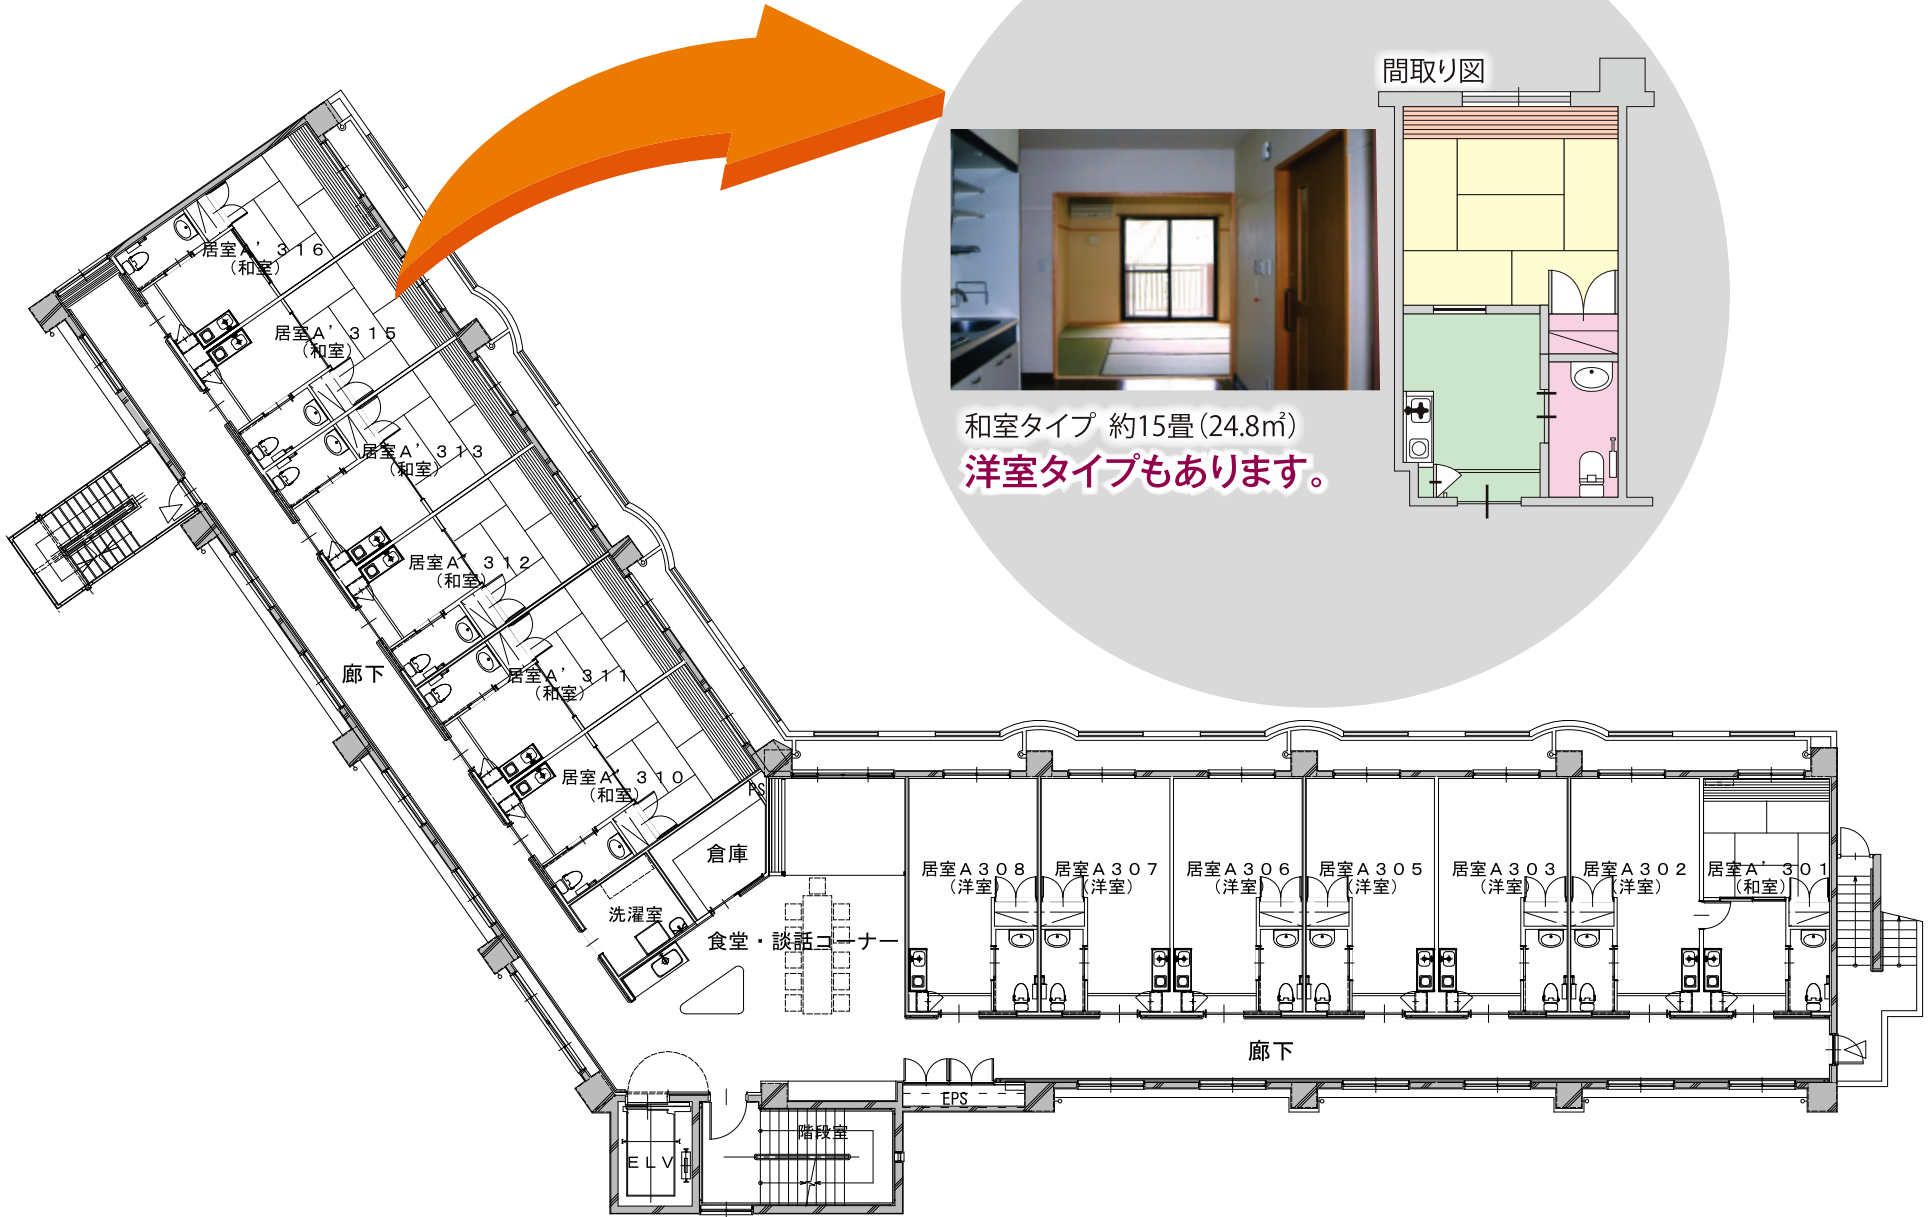 間取り図
和室タイプ 約15畳(24.8㎡)
洋室タイプもあります。
居室A'316
(和室)
居室A'315
(和室)
居室A'313
(和室)
居室A'312
(和室)
居室A'311
(和室)
居室A'310
(和室)
廊下
PS
倉庫
洗濯室
食堂・談話コーナー
居室A308
(洋室)
居室A307
(洋室)
居室A306
(洋室)
居室A305
(洋室)
居室A303
(洋室)
居室A302
(洋室)
居室A'301
(和室)
廊下
EPS
階段室
ELV